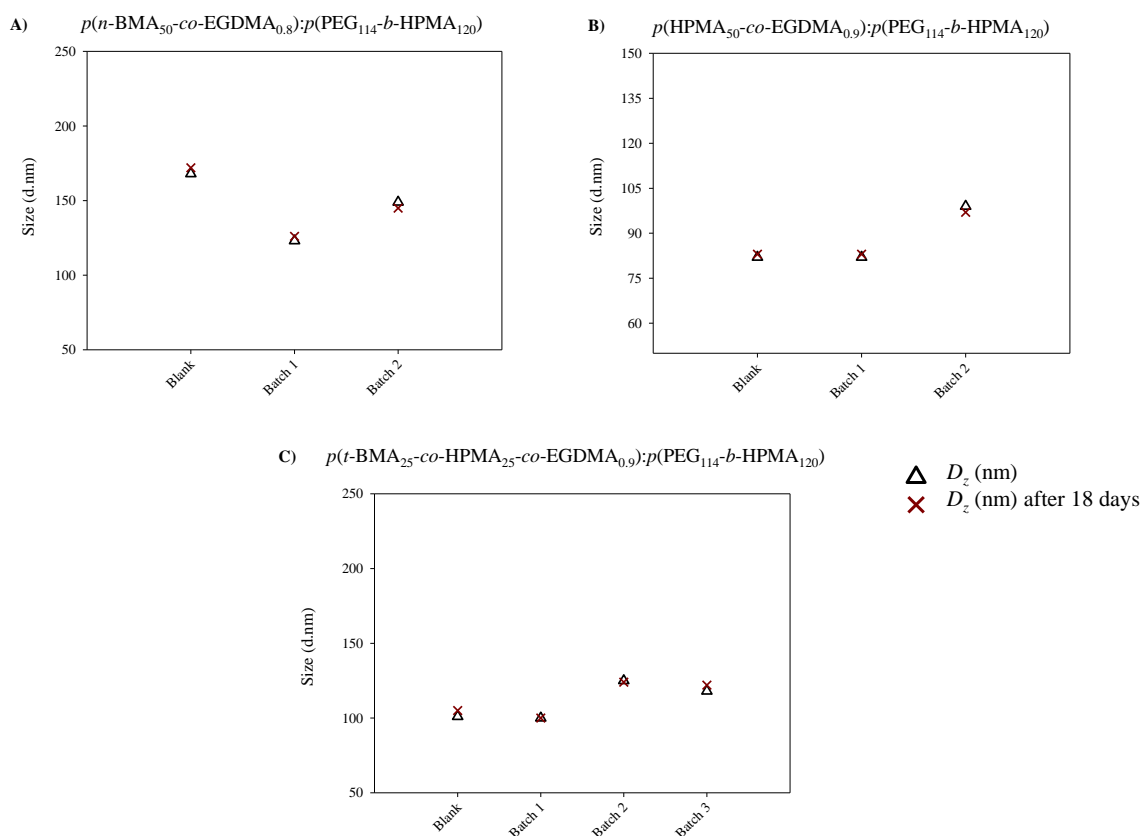 A) p(n-BMA50-co-EGDMA0.8):p(PEG114-b-HPMA120)
250
200
150
100
50
Size (d.nm)
Blank
Batch 1
Batch 2
B) p(HPMA50-co-EGDMA0.9):p(PEG114-b-HPMA120)
150
135
120
105
90
75
60
Size (d.nm)
Blank
Batch 1
Batch 2
C) p(t-BMA25-co-HPMA25-co-EGDMA0.9):p(PEG114-b-HPMA120)
250
200
150
100
50
Size (d.nm)
Blank
Batch 1
Batch 2
Batch 3
Dz (nm)
Dz (nm) after 18 days